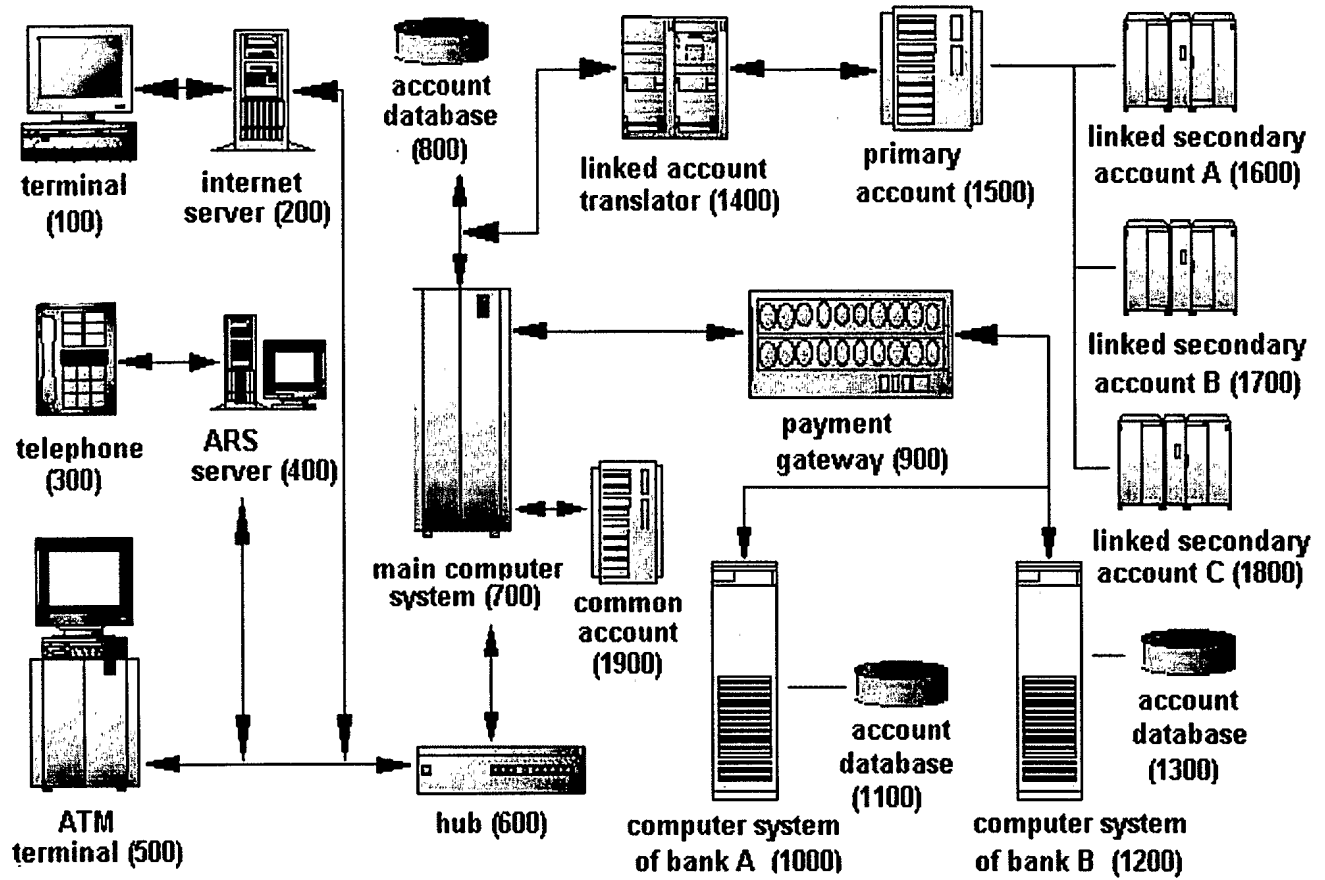 terminal
(100)
internet
server (200)
account
database
(800)
linked account
translator (1400)
primary
account (1500)
linked secondary
account A (1600)
linked secondary
account B (1700)
linked secondary
account C (1800)
telephone
(300)
ARS
server (400)
main computer
system (700)
common
account
(1900)
payment
gateway (900)
ATM
terminal (500)
hub (600)
computer system
of bank A (1000)
account
database
(1100)
computer system
of bank B (1200)
account
database
(1300)